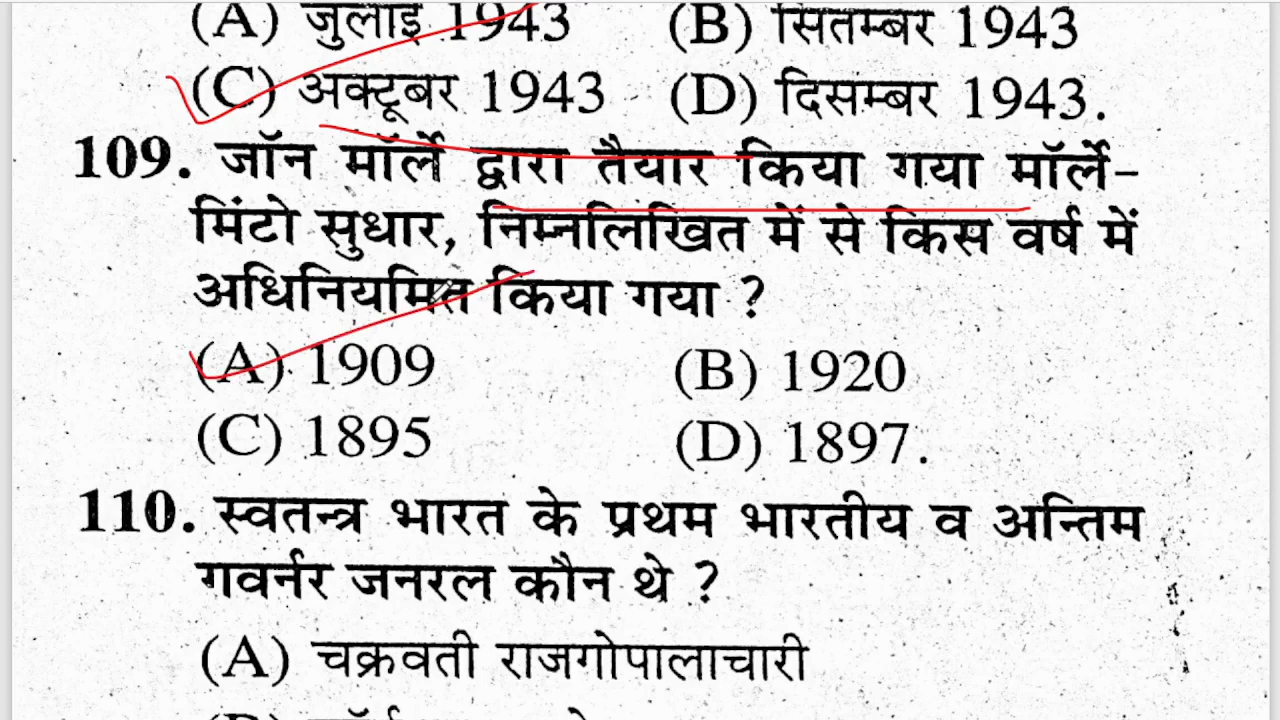 (A) जुलाई 1943 (B) सितम्बर 1943
(C) अक्टूबर 1943 (D) दिसम्बर 1943.
109. जॉन मॉर्ले द्वारा तैयार किया गया मॉर्ले-
मिंटो सुधार, निम्नलिखित में से किस वर्ष में
अधिनियमित किया गया ?
(A) 1909 (B) 1920
(C) 1895 (D) 1897.
110. स्वतन्त्र भारत के प्रथम भारतीय व अन्तिम
गवर्नर जनरल कौन थे ?
(A) चक्रवती राजगोपालाचारी